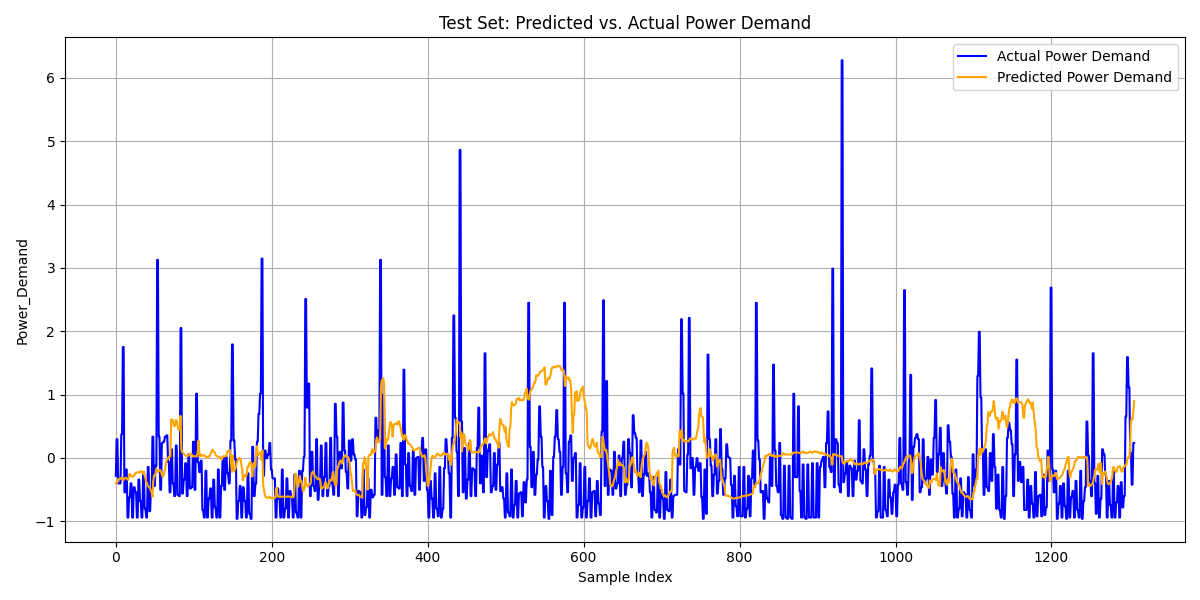 Test Set: Predicted vs. Actual Power Demand
Actual Power Demand
Predicted Power Demand
Power_Demand
6
5
4
3
2
1
0
−1
0 200 400 600 800 1000 1200
Sample Index